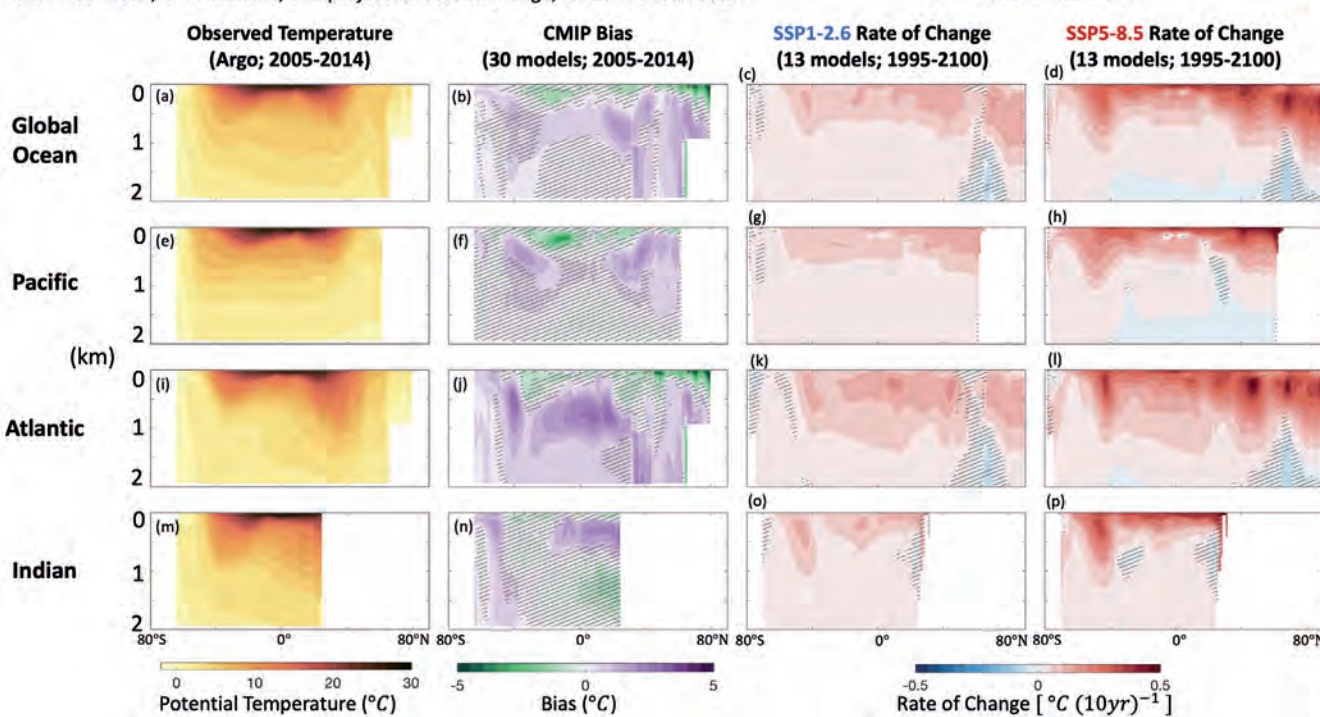 Observed Temperature
(Argo; 2005-2014)
CMIP Bias
(30 models; 2005-2014)
SSP1-2.6 Rate of Change
(13 models; 1995-2100)
SSP5-8.5 Rate of Change
(13 models; 1995-2100)
Global
Ocean
0
1
2
(a)
(b)
(c)
(d)
Pacific
0
1
2
(e)
(f)
(g)
(h)
(km)
Atlantic
0
1
2
(i)
(j)
(k)
(l)
Indian
0
1
2
(m)
(n)
(o)
(p)
80°S 0° 80°N
80°S 0° 80°N
80°S 0° 80°N
80°S 0° 80°N
0 10 20 30
Potential Temperature (°C)
-5 0 5
Bias (°C)
-0.5 0 0.5
Rate of Change [ °C (10yr)⁻¹ ]